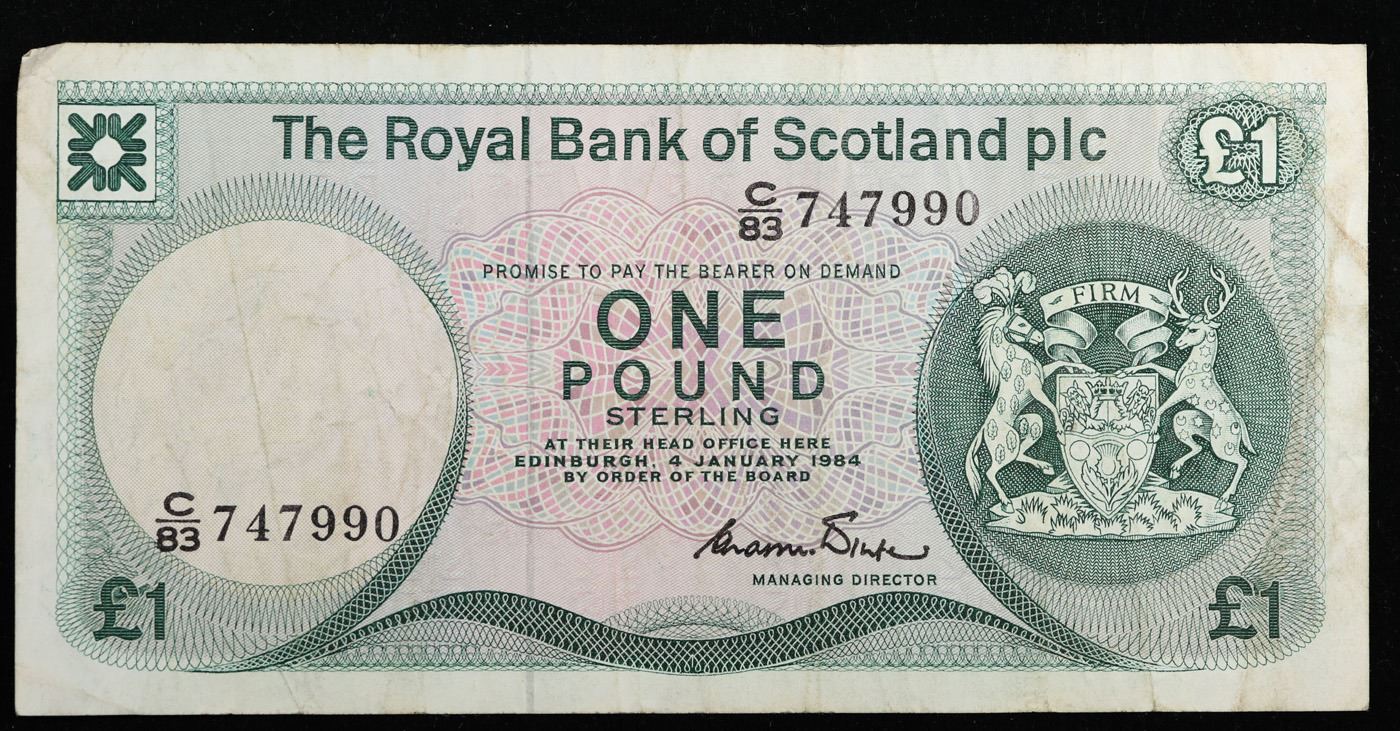 The Royal Bank of Scotland plc
£1
C/83 747990
PROMISE TO PAY THE BEARER ON DEMAND
FIRM
ONE
POUND
STERLING
AT THEIR HEAD OFFICE HERE
EDINBURGH, 4 JANUARY 1984
BY ORDER OF THE BOARD
C/83 747990
MANAGING DIRECTOR
£1
£1